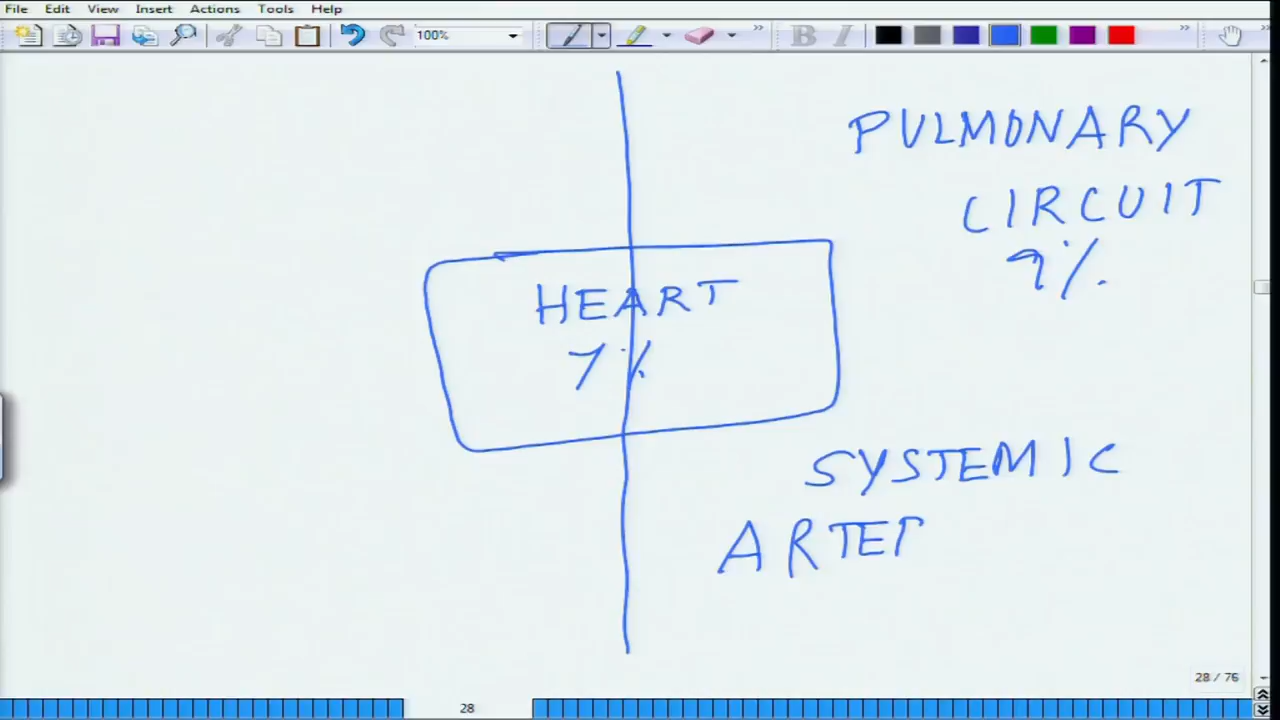 File Edit View Insert Actions Tools Help
100%
B I
PULMONARY
CIRCUIT
9%
HEART
7%
SYSTEMIC
ARTER
28 / 76
28